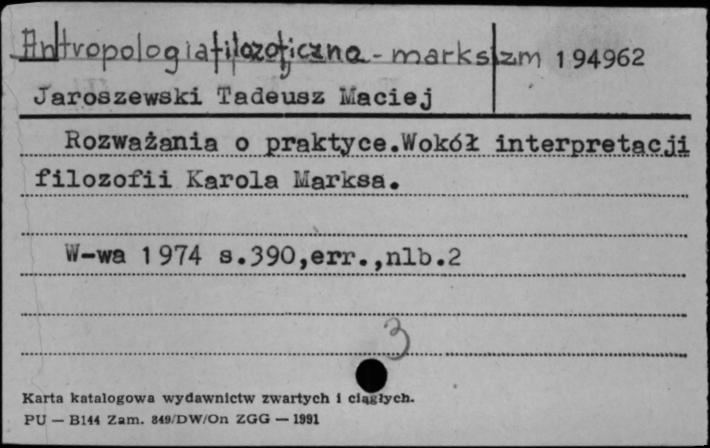 Antropologia filozoficzna - marksizm 194962
Jaroszewski Tadeusz Maciej
Rozważania o praktyce.Wokół interpretacji
filozofii Karola Marksa.
W-wa 1974 s.390,err.,nlb.2
3
Karta katalogowa wydawnictw zwartych i ciągłych.
PU — B144 Zam. 849/DW/On ZGG — 1991